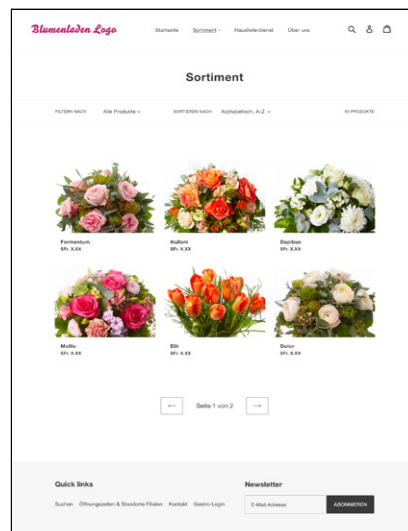 Blumenladen Logo Startseite Sortiment Hauslieferdienst Über uns
Sortiment
FILTERN NACH Alle Produkte SORTIEREN NACH Alphabetisch, A-Z 10 PRODUKTE
Fermentum Nullam Dapibus
SFr. X.XX SFr. X.XX SFr. X.XX
Mollis Elit Dolor
SFr. X.XX SFr. X.XX SFr. X.XX
← Seite 1 von 2 →
Quick links Newsletter
Suchen Öffnungszeiten & Standorte Filialen Kontakt Gastro-Login E-Mail-Adresse ABONNIEREN